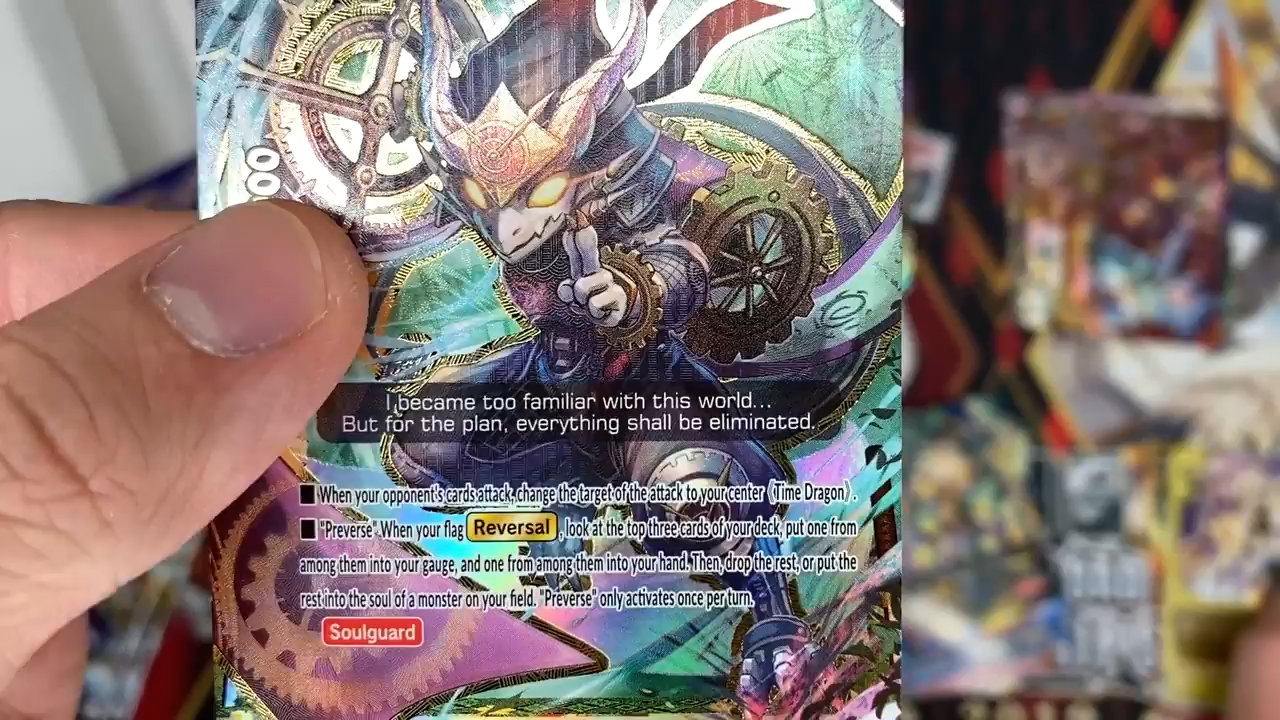 00
I became too familiar with this world...
But for the plan, everything shall be eliminated.
■ When your opponent's cards attack, change the target of the attack to your center 《Time Dragon》.
■ "Preverse" When your flag Reversal, look at the top three cards of your deck, put one from
among them into your gauge, and one from among them into your hand. Then, drop the rest, or put the
rest into the soul of a monster on your field. "Preverse" only activates once per turn.
Soulguard